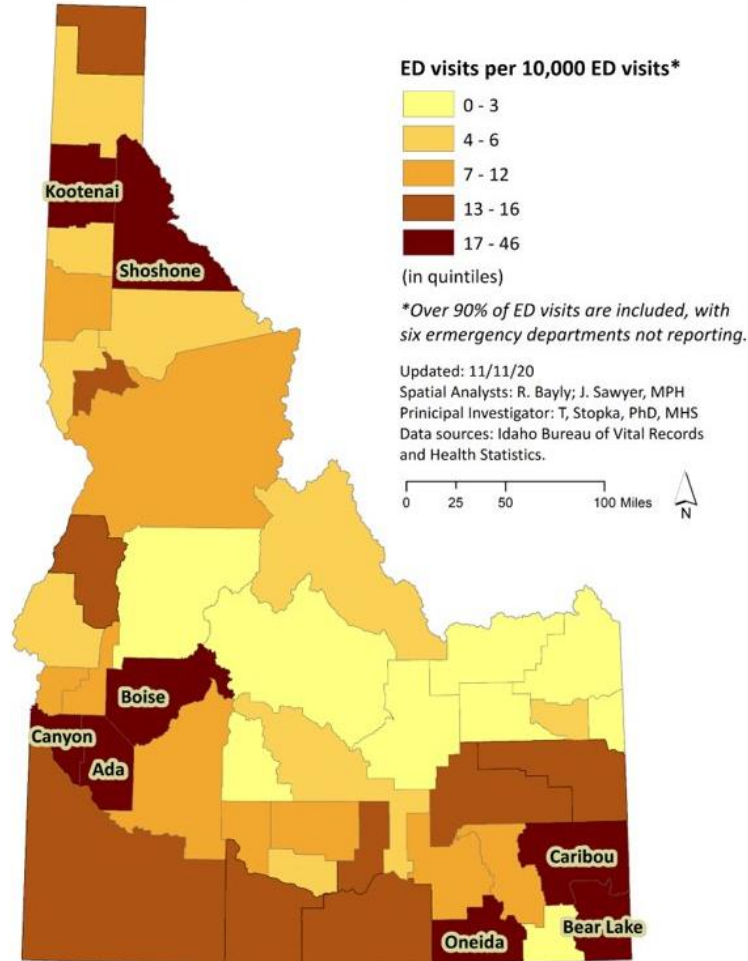 ED visits per 10,000 ED visits*
0 - 3
4 - 6
7 - 12
13 - 16
17 - 46
(in quintiles)
*Over 90% of ED visits are included, with
six ermergency departments not reporting.
Updated: 11/11/20
Spatial Analysts: R. Bayly; J. Sawyer, MPH
Prinicipal Investigator: T, Stopka, PhD, MHS
Data sources: Idaho Bureau of Vital Records
and Health Statistics.
0 25 50 100 Miles
N
Kootenai
Shoshone
Boise
Canyon
Ada
Caribou
Bear Lake
Oneida